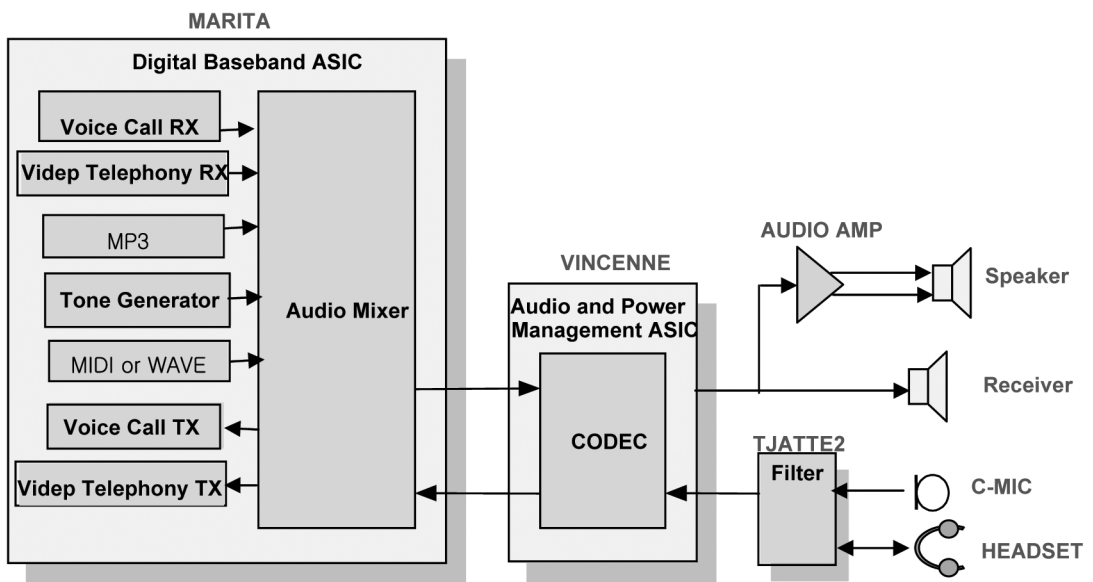 MARITA
Digital Baseband ASIC
Voice Call RX
Videp Telephony RX
MP3
Tone Generator
MIDI or WAVE
Voice Call TX
Videp Telephony TX
Audio Mixer
VINCENNE
Audio and Power
Management ASIC
CODEC
AUDIO AMP
Speaker
Receiver
TJATTE2
Filter
C-MIC
HEADSET